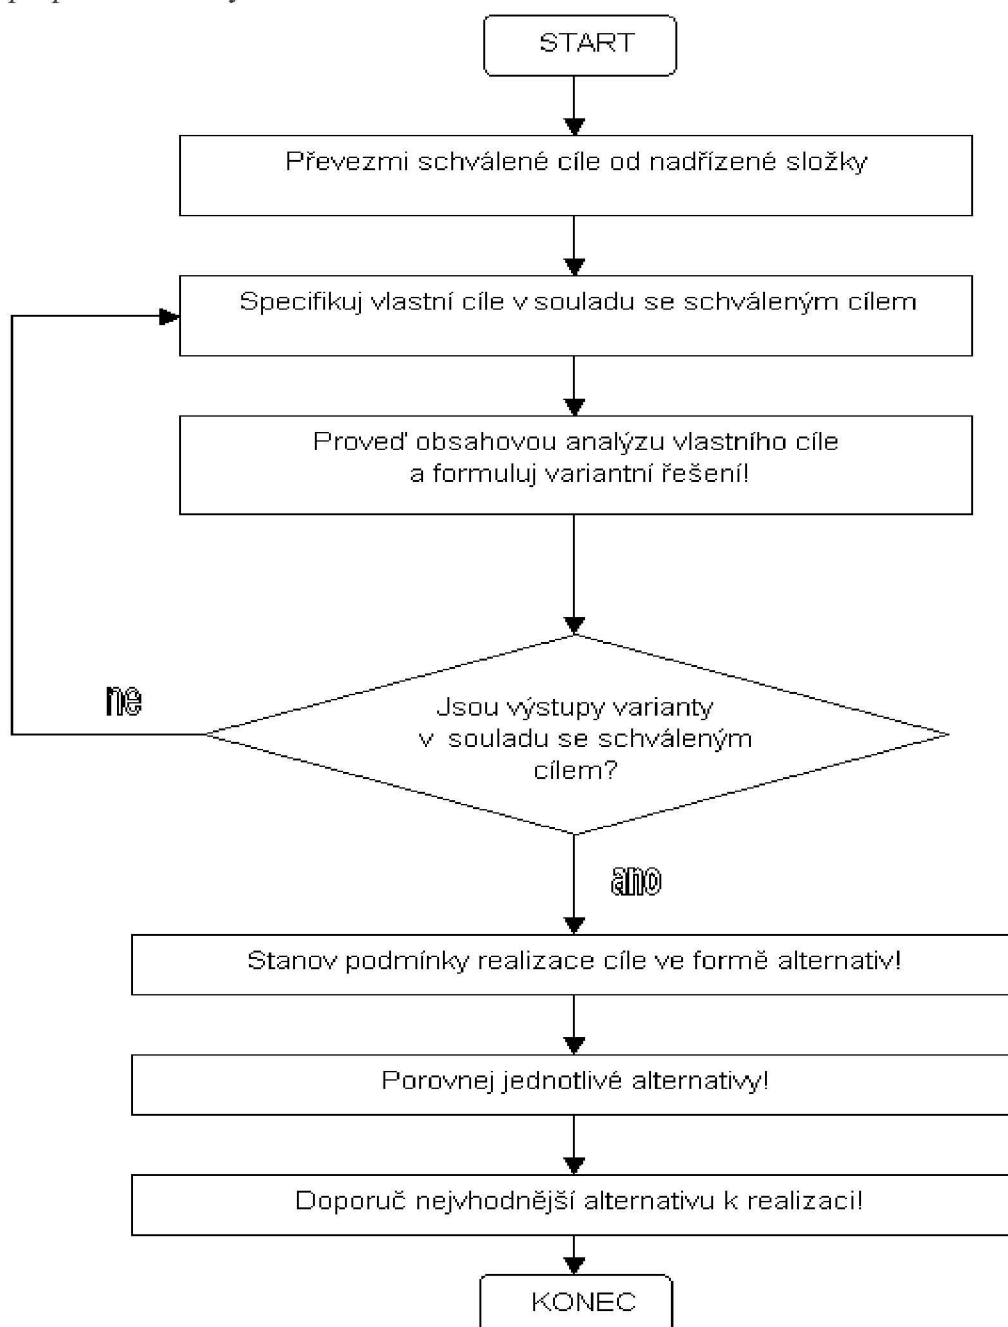 START
Převezmi schválené cíle od nadřízené složky
Specifikuj vlastní cíle v souladu se schváleným cílem
Proveď obsahovou analýzu vlastního cíle
a formuluj variantní řešení!
ne
Jsou výstupy varianty
v souladu se schváleným
cílem?
ano
Stanov podmínky realizace cíle ve formě alternativ!
Porovnej jednotlivé alternativy!
Doporuč nejvhodnější alternativu k realizaci!
KONEC